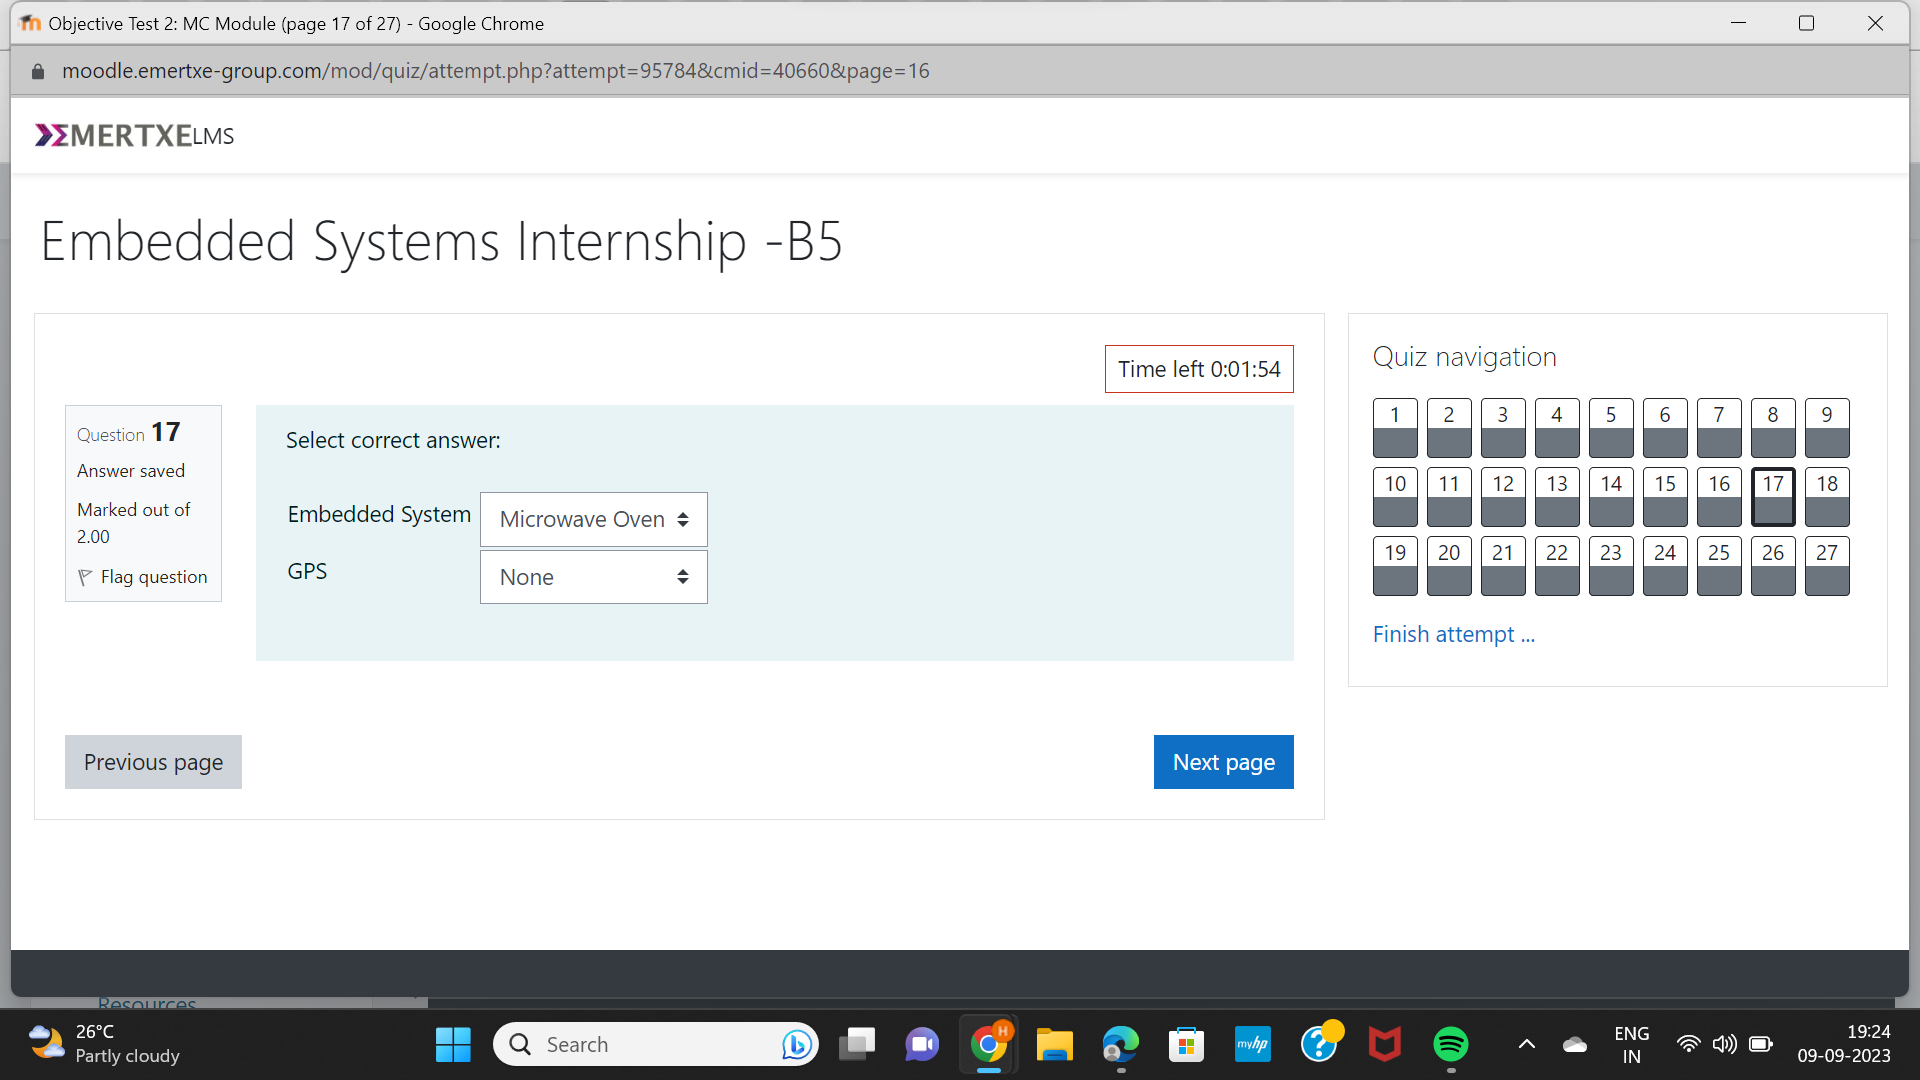 Objective Test 2: MC Module (page 17 of 27) - Google Chrome
moodle.emertxe-group.com/mod/quiz/attempt.php?attempt=95784&cmid=40660&page=16
EMERTXE LMS
Embedded Systems Internship -B5
Time left 0:01:54
Question 17
Answer saved
Marked out of
2.00
Flag question
Select correct answer:
Embedded System Microwave Oven
GPS None
Previous page
Next page
Quiz navigation
1 2 3 4 5 6 7 8 9
10 11 12 13 14 15 16 17 18
19 20 21 22 23 24 25 26 27
Finish attempt ...
Resources
26°C
Partly cloudy
Search
H
myhp
ENG
IN
19:24
09-09-2023